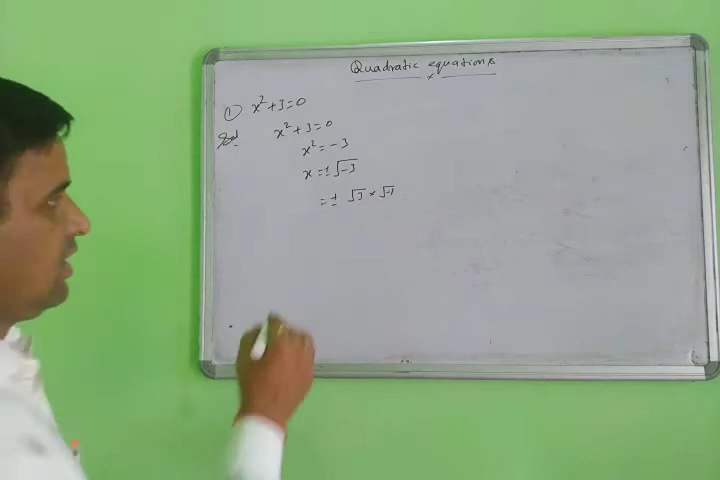 Quadratic equations
① x² + 3 = 0
Sol x² + 3 = 0
x² = -3
x = ± √-3
= ± √3 × √-1